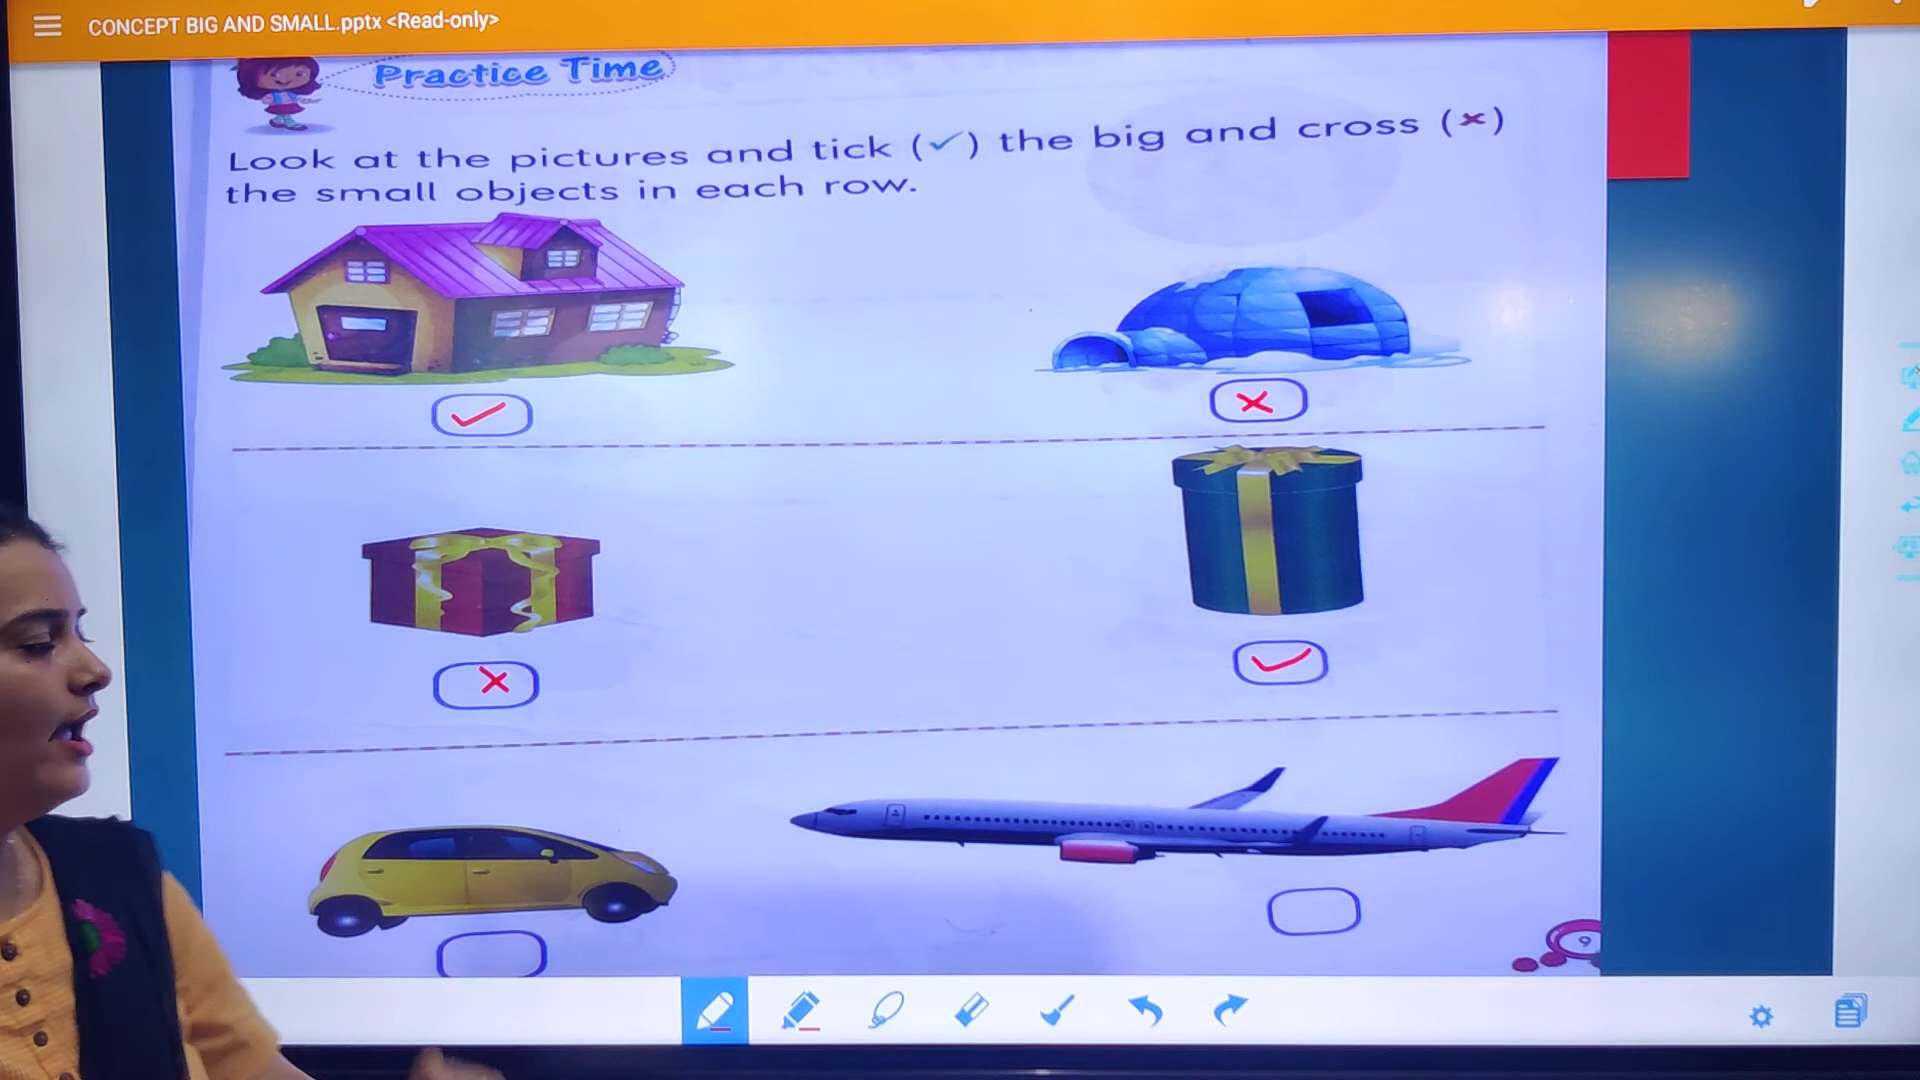 CONCEPT BIG AND SMALL.pptx <Read-only>
Practice Time
Look at the pictures and tick (✓) the big and cross (×)
the small objects in each row.
9